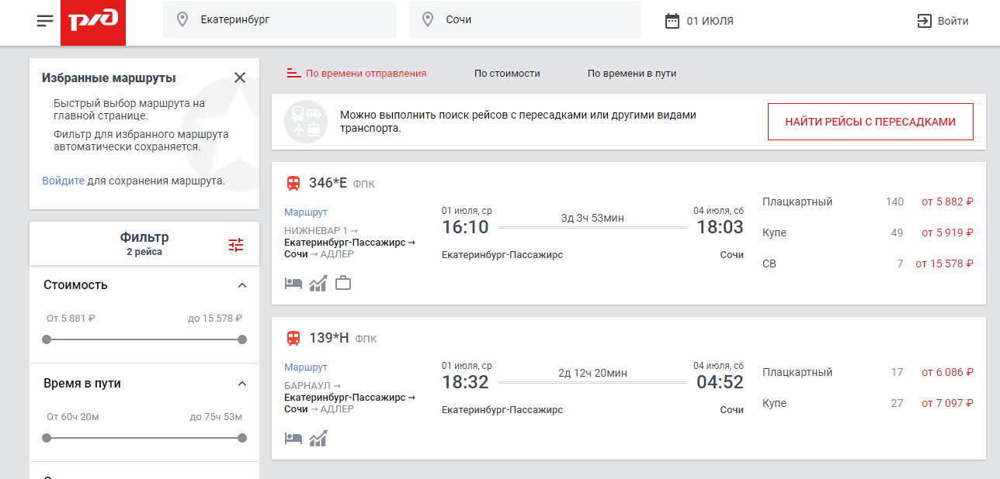 ржд
Екатеринбург
Сочи
01 ИЮЛЯ
Войти
Избранные маршруты
Быстрый выбор маршрута на
главной странице.
Фильтр для избранного маршрута
автоматически сохраняется.
Войдите для сохранения маршрута.
Фильтр
2 рейса
Стоимость
От 5 881 ₽
до 15 578 ₽
Время в пути
От 60ч 20м
до 75ч 53м
По времени отправления
По стоимости
По времени в пути
Можно выполнить поиск рейсов с пересадками или другими видами
транспорта.
НАЙТИ РЕЙСЫ С ПЕРЕСАДКАМИ
346*Е ФПК
Маршрут
НИЖНЕВАР 1 →
Екатеринбург-Пассажирс →
Сочи → АДЛЕР
01 июля, ср
16:10
3д 3ч 53мин
04 июля, сб
18:03
Екатеринбург-Пассажирс
Сочи
Плацкартный 140 от 5 882 ₽
Купе 49 от 5 919 ₽
СВ 7 от 15 578 ₽
139*Н ФПК
Маршрут
БАРНАУЛ →
Екатеринбург-Пассажирс →
Сочи → АДЛЕР
01 июля, ср
18:32
2д 12ч 20мин
04 июля, сб
04:52
Екатеринбург-Пассажирс
Сочи
Плацкартный 17 от 6 086 ₽
Купе 27 от 7 097 ₽